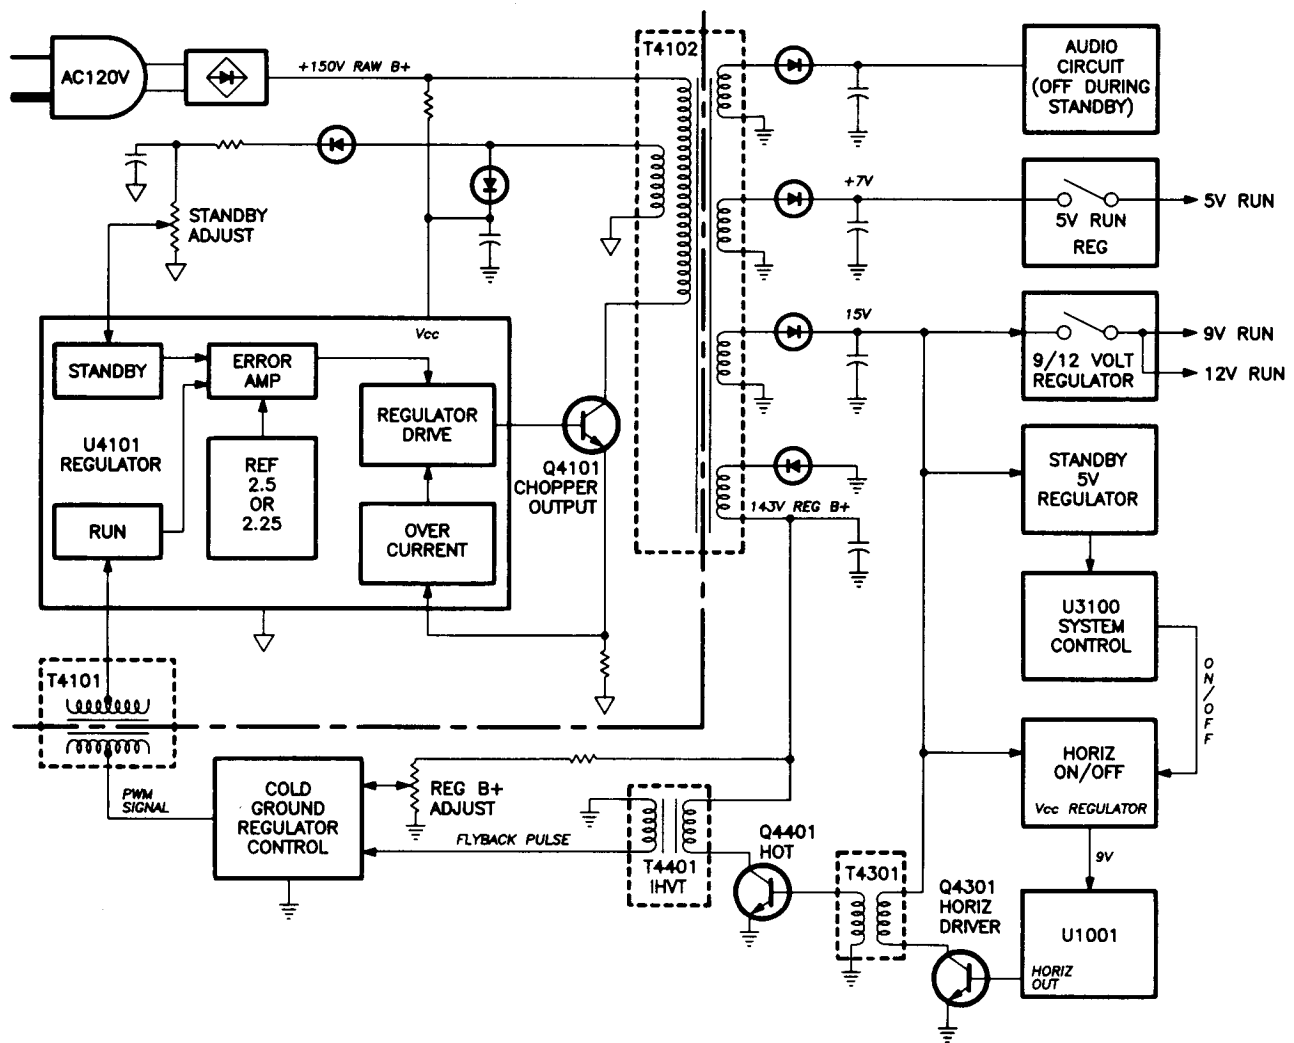 AC120V
+150V RAW B+
T4102
AUDIO
CIRCUIT
(OFF DURING
STANDBY)
STANDBY
ADJUST
+7V
5V RUN
REG
5V RUN
Vcc
15V
9/12 VOLT
REGULATOR
9V RUN
12V RUN
STANDBY
ERROR
AMP
REGULATOR
DRIVE
U4101
REGULATOR
REF
2.5
OR
2.25
RUN
OVER
CURRENT
Q4101
CHOPPER
OUTPUT
143V REG B+
STANDBY
5V
REGULATOR
U3100
SYSTEM
CONTROL
ON/OFF
T4101
PWM
SIGNAL
COLD
GROUND
REGULATOR
CONTROL
REG B+
ADJUST
FLYBACK PULSE
T4401
IHVT
Q4401
HOT
T4301
Q4301
HORIZ
DRIVER
HORIZ
ON/OFF
Vcc REGULATOR
9V
U1001
HORIZ
OUT